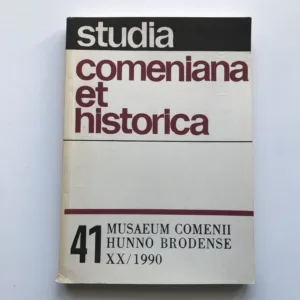 studia
comeniana
et
historica
41 MUSAEUM COMENII
HUNNO BRODENSE
XX/1990